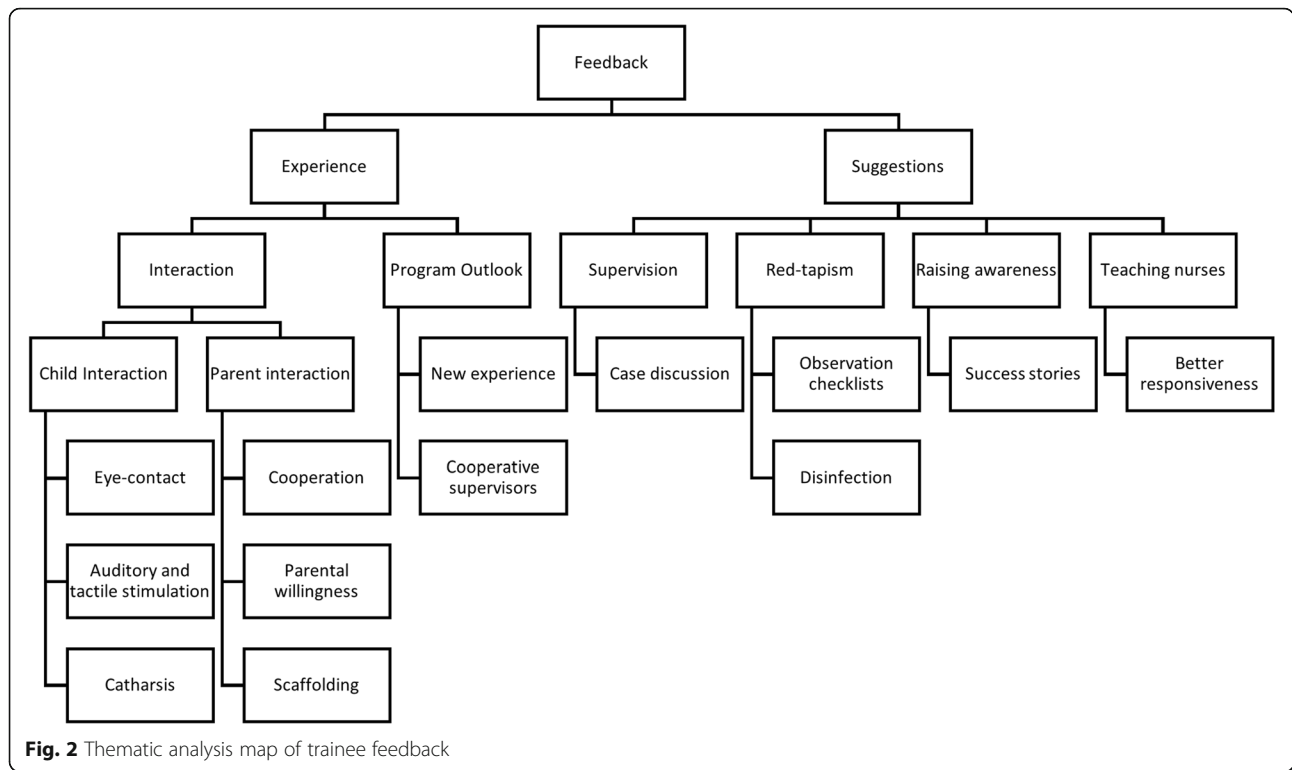 Feedback
Experience
Suggestions
Interaction
Program Outlook
Supervision
Red-tapism
Raising awareness
Teaching nurses
Child Interaction
Parent interaction
New experience
Case discussion
Observation
checklists
Success stories
Better
responsiveness
Eye-contact
Cooperation
Cooperative
supervisors
Disinfection
Auditory and
tactile stimulation
Parental
willingness
Catharsis
Scaffolding
Fig. 2 Thematic analysis map of trainee feedback